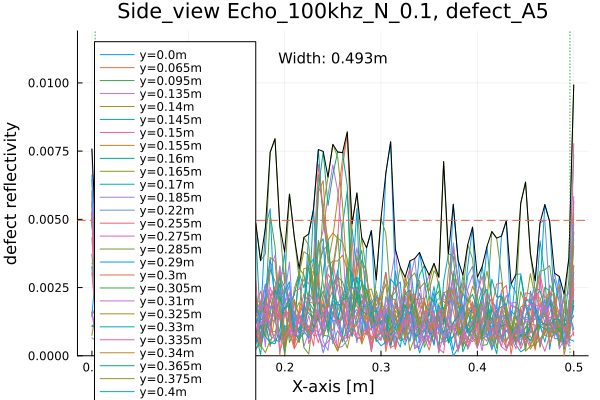 Side_view Echo_100khz_N_0.1, defect_A5
Width: 0.493m
y=0.0m
y=0.065m
y=0.095m
y=0.135m
y=0.14m
y=0.145m
y=0.15m
y=0.155m
y=0.16m
y=0.165m
y=0.17m
y=0.185m
y=0.22m
y=0.255m
y=0.275m
y=0.285m
y=0.29m
y=0.3m
y=0.305m
y=0.31m
y=0.325m
y=0.33m
y=0.335m
y=0.34m
y=0.365m
y=0.375m
y=0.4m
defect reflectivity
0.0100
0.0075
0.0050
0.0025
0.0000
0.2
0.3
0.4
0.5
X-axis [m]